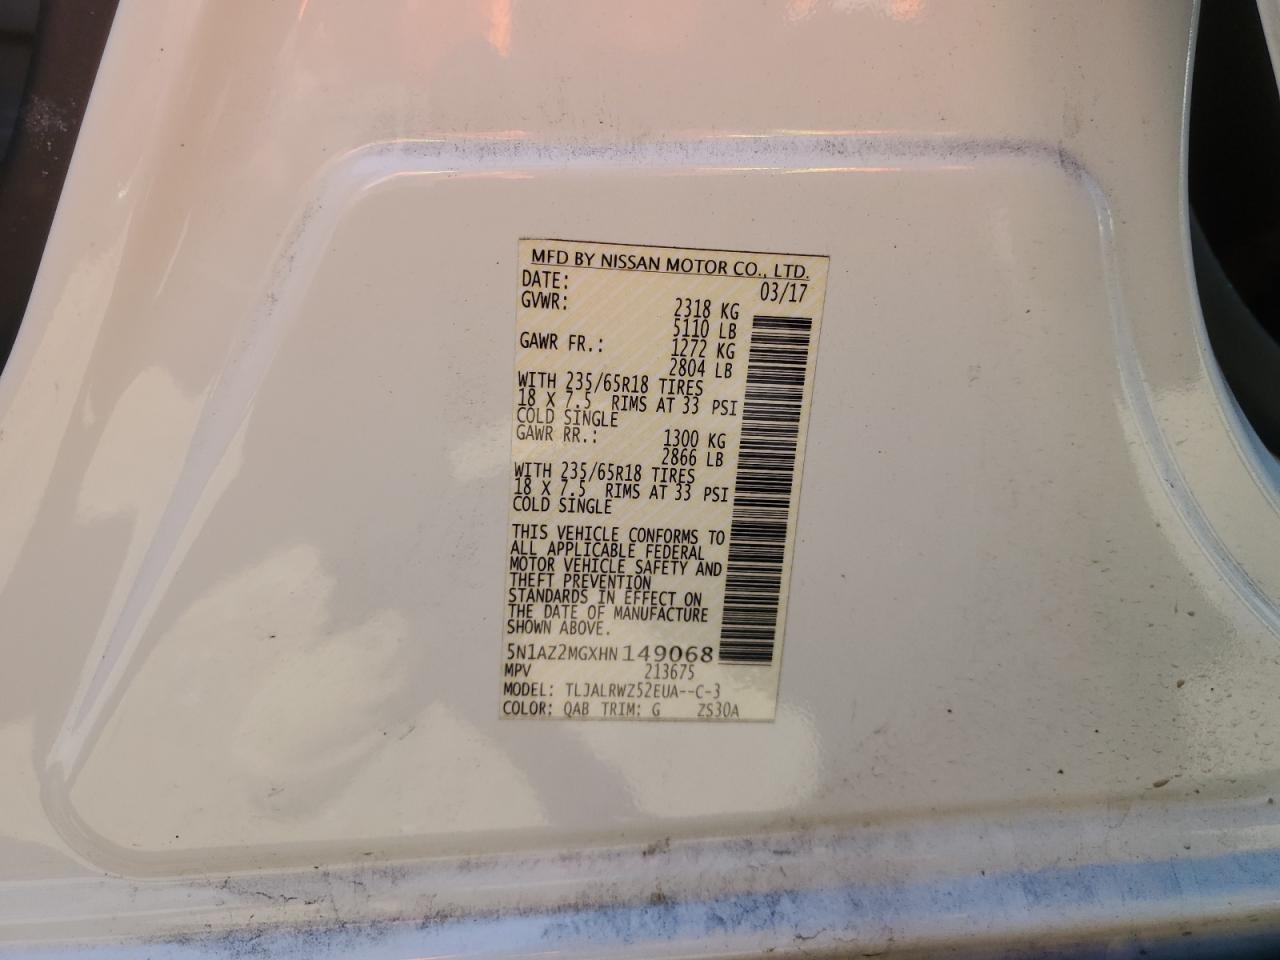 MFD BY NISSAN MOTOR CO., LTD.
DATE: 03/17
GVWR: 2318 KG
5110 LB
GAWR FR.: 1272 KG
2804 LB
WITH 235/65R18 TIRES
18 X 7.5 RIMS AT 33 PSI
COLD SINGLE
GAWR RR.: 1300 KG
2866 LB
WITH 235/65R18 TIRES
18 X 7.5 RIMS AT 33 PSI
COLD SINGLE
THIS VEHICLE CONFORMS TO
ALL APPLICABLE FEDERAL
MOTOR VEHICLE SAFETY AND
THEFT PREVENTION
STANDARDS IN EFFECT ON
THE DATE OF MANUFACTURE
SHOWN ABOVE.
5N1AZ2MGXHN149068
MPV 213675
MODEL: TLJALRWZ52EUA--C-3
COLOR: QAB TRIM: G ZS30A